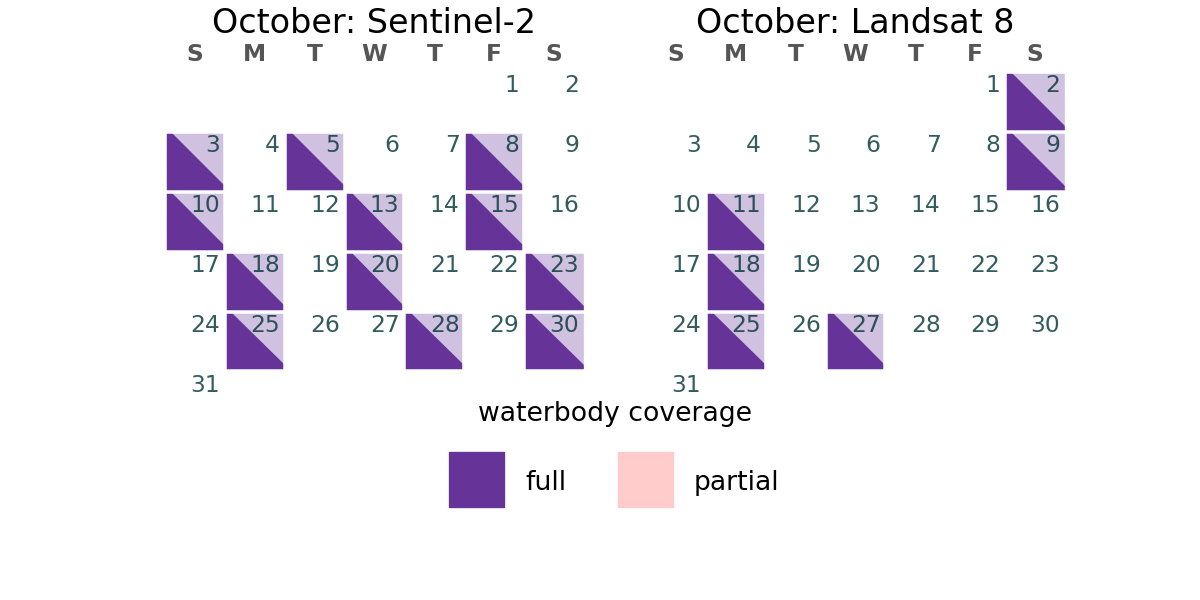 October: Sentinel-2
S M T W T F S
1 2
3 4 5 6 7 8 9
10 11 12 13 14 15 16
17 18 19 20 21 22 23
24 25 26 27 28 29 30
31
October: Landsat 8
S M T W T F S
1 2
3 4 5 6 7 8 9
10 11 12 13 14 15 16
17 18 19 20 21 22 23
24 25 26 27 28 29 30
31
waterbody coverage
full
partial